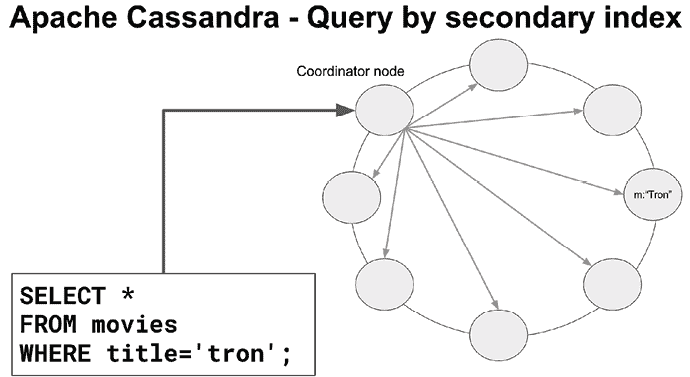 Apache Cassandra - Query by secondary index
Coordinator node
m:"Tron"
SELECT *
FROM movies
WHERE title='tron';